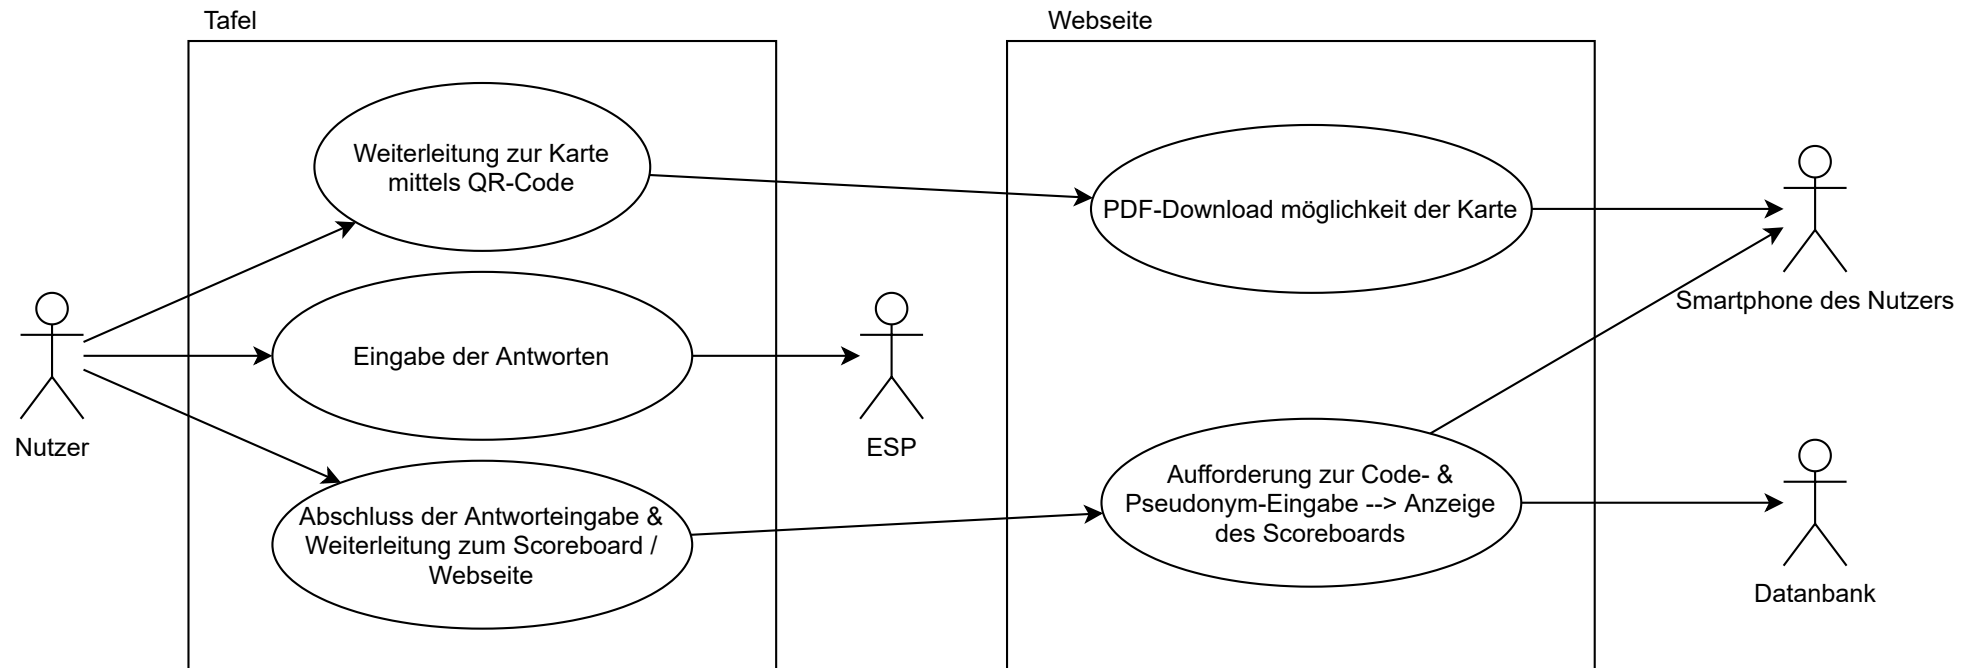 Tafel
Webseite
Weiterleitung zur Karte
mittels QR-Code
PDF-Download möglichkeit der Karte
Smartphone des Nutzers
Eingabe der Antworten
Nutzer
ESP
Abschluss der Antworteingabe &
Weiterleitung zum Scoreboard /
Webseite
Aufforderung zur Code- &
Pseudonym-Eingabe --> Anzeige
des Scoreboards
Datanbank